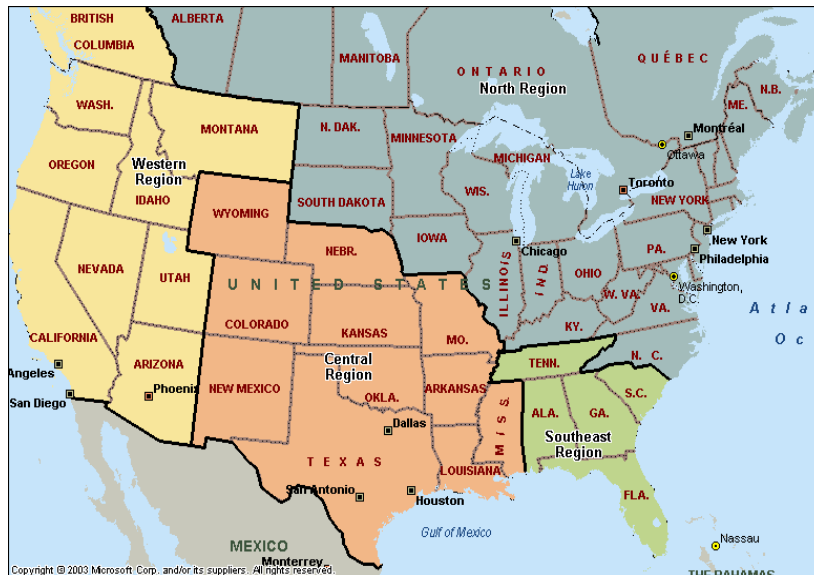 BRITISH
COLUMBIA
ALBERTA
MANITOBA
ONTARIO
QUÉBEC
North Region
N.B.
ME.
WASH.
MONTANA
N. DAK.
MINNESOTA
Montréal
Ottawa
OREGON
Western
Region
IDAHO
MICHIGAN
Lake
Huron
Toronto
WIS.
SOUTH DAKOTA
NEW YORK
WYOMING
IOWA
New York
Chicago
PA.
Philadelphia
NEBR.
NEVADA
UTAH
UNITED STATES
ILLINOIS
IND.
OHIO
W. VA.
Washington,
D.C.
VA.
Atla
Oc
CALIFORNIA
COLORADO
KANSAS
MO.
KY.
Central
Region
Angeles
ARIZONA
Phoenix
San Diego
NEW MEXICO
OKLA.
ARKANSAS
TENN.
N. C.
S.C.
Dallas
MISS.
ALA.
GA.
Southeast
Region
TEXAS
LOUISIANA
San Antonio
Houston
FLA.
Gulf of Mexico
Nassau
MEXICO
Monterrey
THE BAHAMAS
Copyright © 2003 Microsoft Corp. and/or its suppliers. All rights reserved.